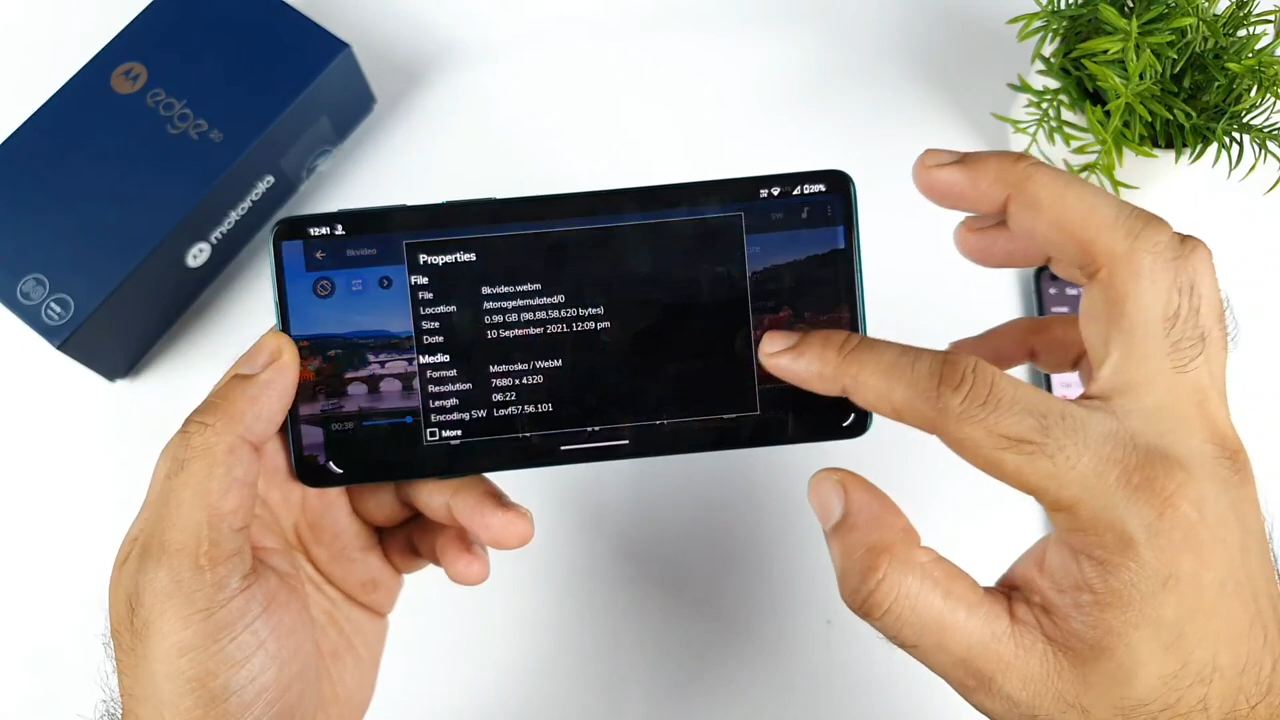 edge 20
motorola
12:41
20%
Bkvideo
SW
Properties
File
File 8kvideo.webm
Location /storage/emulated/0
Size 0.99 GB (98,88,58,620 bytes)
Date 10 September 2021, 12:09 pm
Media
Format Matroska / WebM
Resolution 7680 x 4320
Length 06:22
Encoding SW Lavf57.56.101
More
00:38